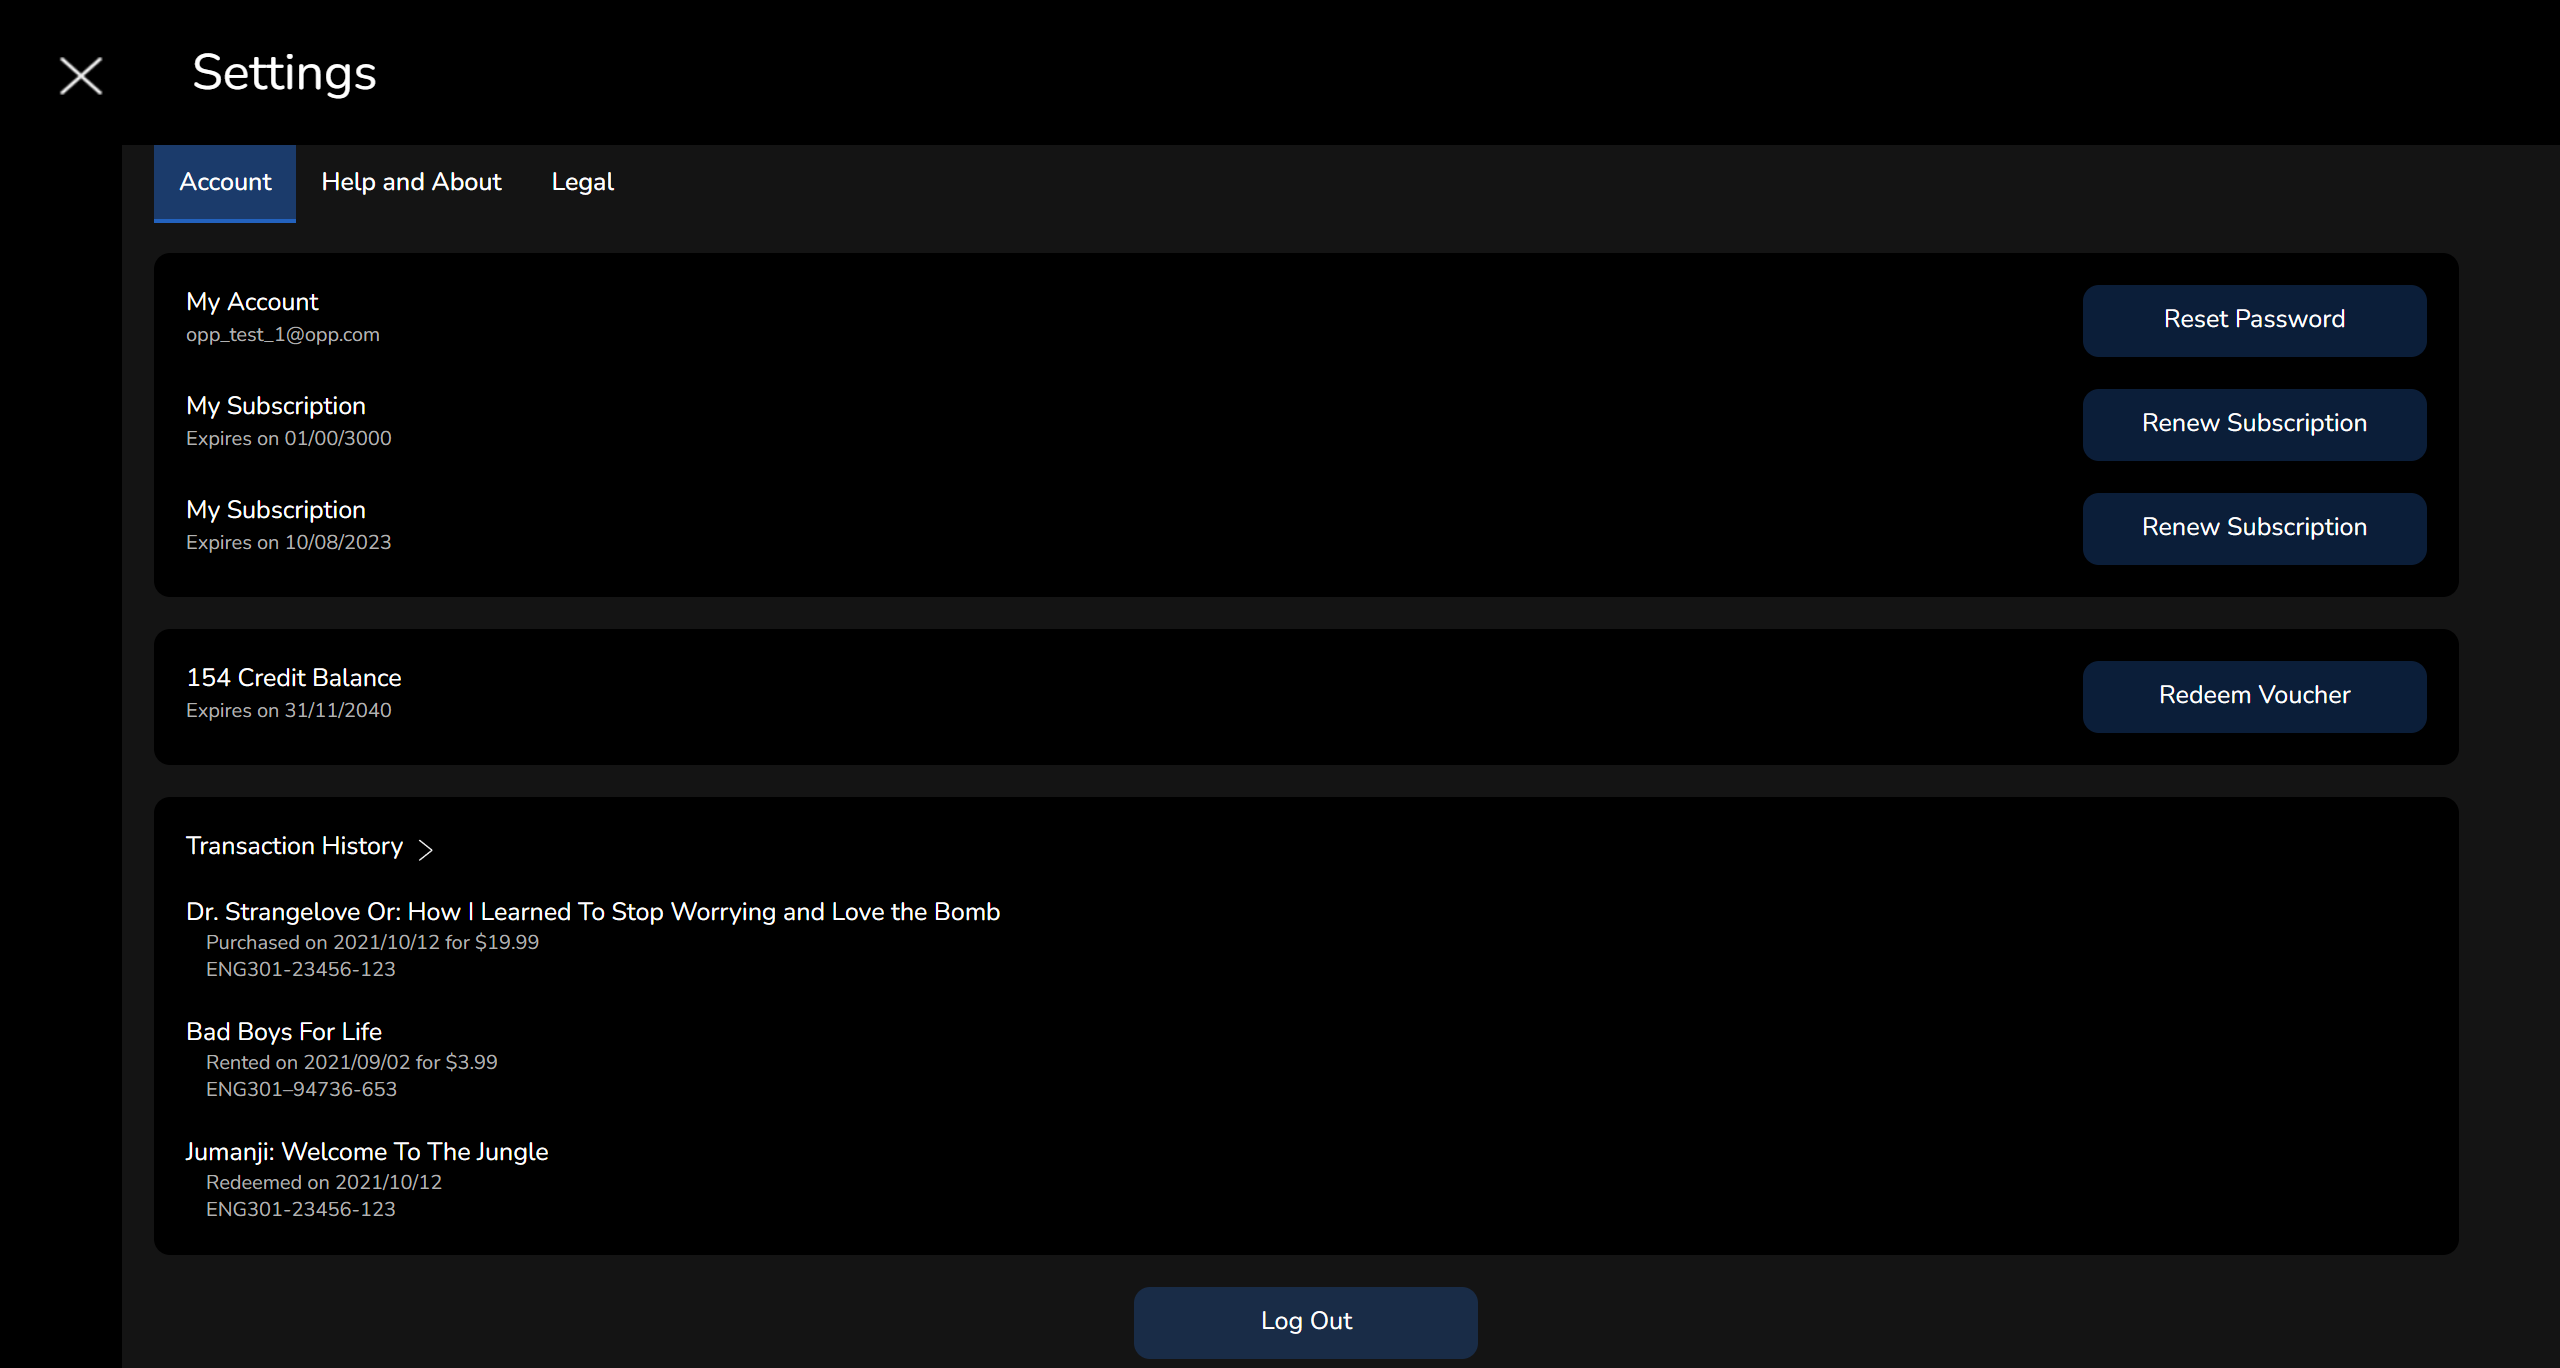 Settings
Account
Help and About
Legal
My Account
opp_test_1@opp.com
Reset Password
My Subscription
Expires on 01/00/3000
Renew Subscription
My Subscription
Expires on 10/08/2023
Renew Subscription
154 Credit Balance
Expires on 31/11/2040
Redeem Voucher
Transaction History
Dr. Strangelove Or: How I Learned To Stop Worrying and Love the Bomb
Purchased on 2021/10/12 for $19.99
ENG301-23456-123
Bad Boys For Life
Rented on 2021/09/02 for $3.99
ENG301–94736-653
Jumanji: Welcome To The Jungle
Redeemed on 2021/10/12
ENG301-23456-123
Log Out